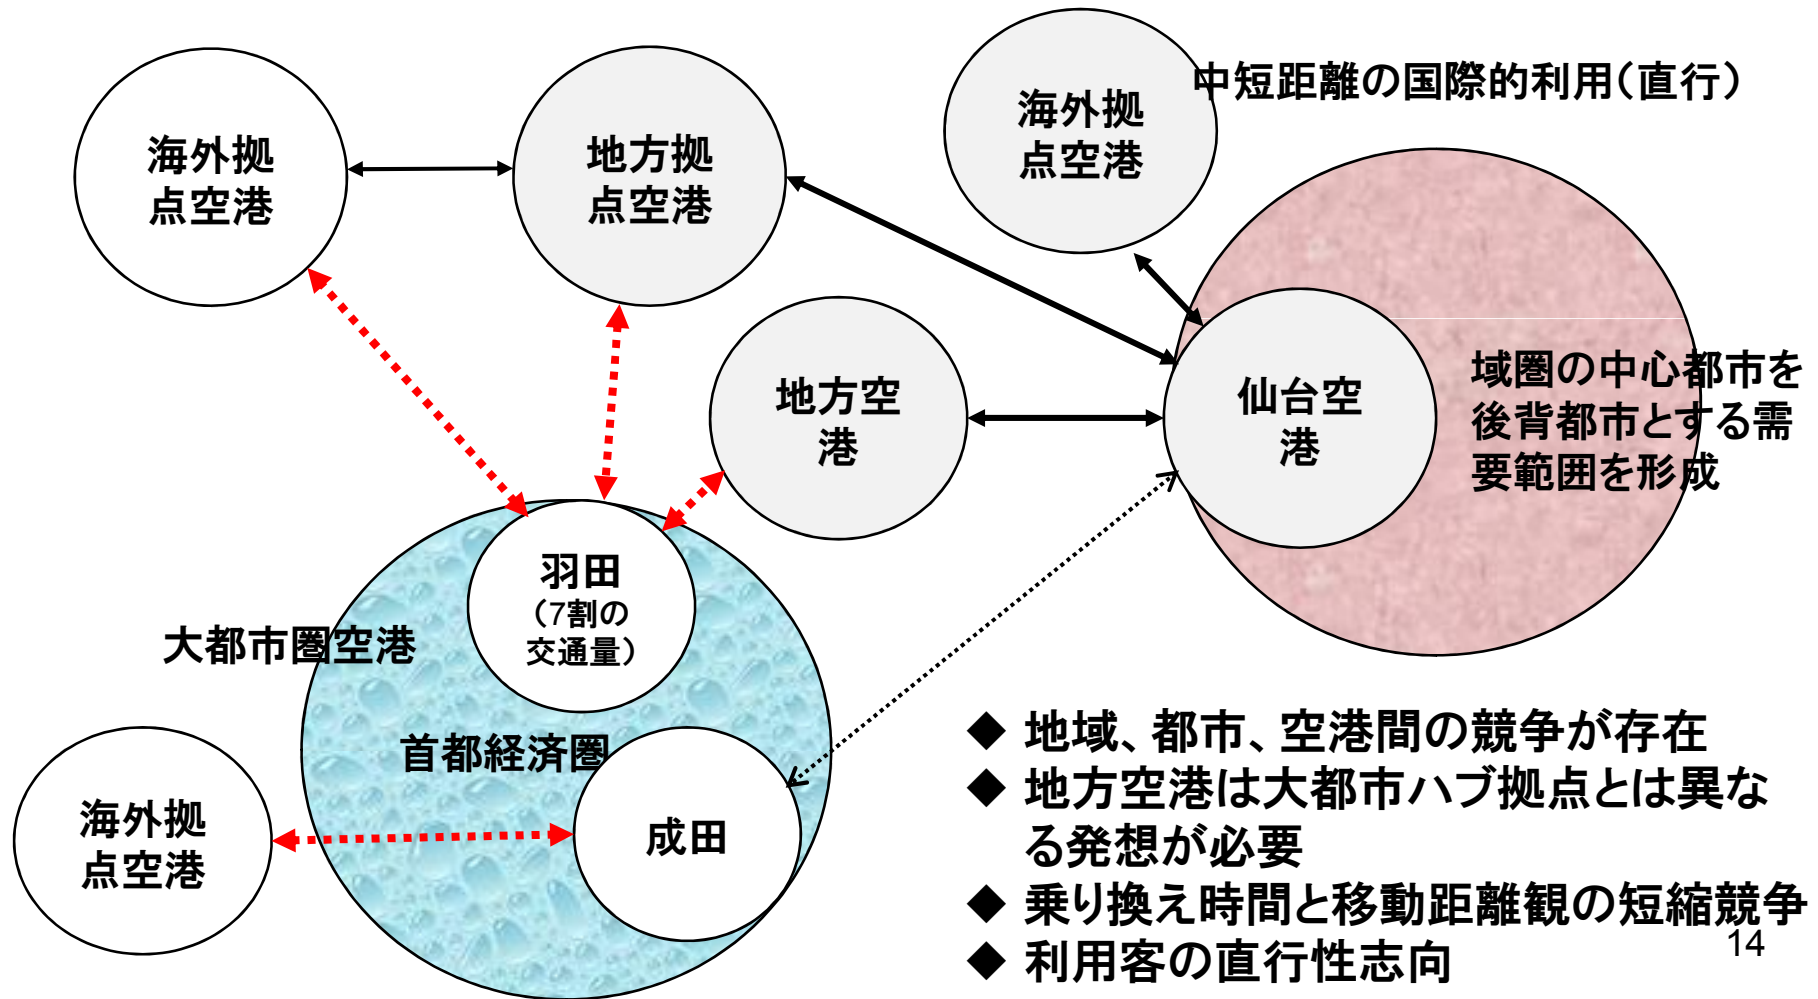 海外拠
点空港
地方拠
点空港
海外拠
点空港
中短距離の国際的利用（直行）
地方空
港
仙台空
港
域圏の中心都市を
後背都市とする需
要範囲を形成
羽田
（7割の
交通量）
大都市圏空港
首都経済圏
成田
海外拠
点空港
◆ 地域、都市、空港間の競争が存在
◆ 地方空港は大都市ハブ拠点とは異な
る発想が必要
◆ 乗り換え時間と移動距離観の短縮競争
◆ 利用客の直行性志向
14